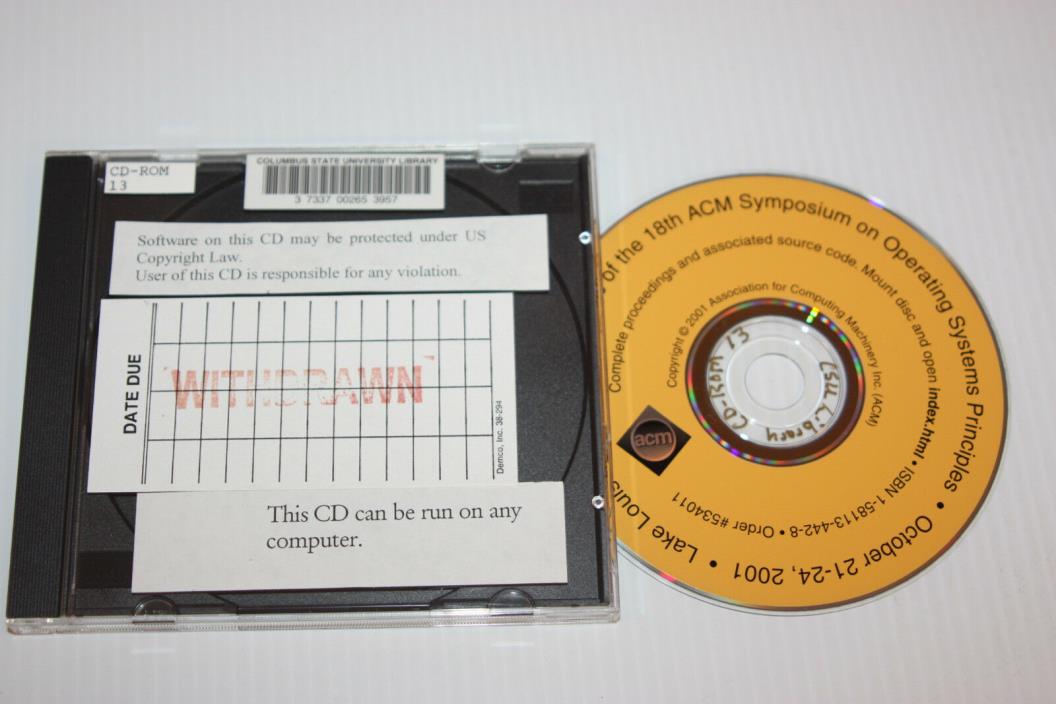 CD-ROM
13
COLUMBUS STATE UNIVERSITY LIBRARY
3 7337 00265 3957
Software on this CD may be protected under US
Copyright Law.
User of this CD is responsible for any violation.
DATE DUE
WITHDRAWN
Demco, Inc. 38-294
This CD can be run on any
computer.
of the 18th ACM Symposium on Operating Systems Principles • October 21-24, 2001 • Lake Louis
Complete proceedings and associated source code. Mount disc and open index.html • ISBN 1-58113-442-8 • Order #534011
Copyright © 2001 Association for Computing Machinery Inc. (ACM)
acm
CD-ROM 13
CSU Library